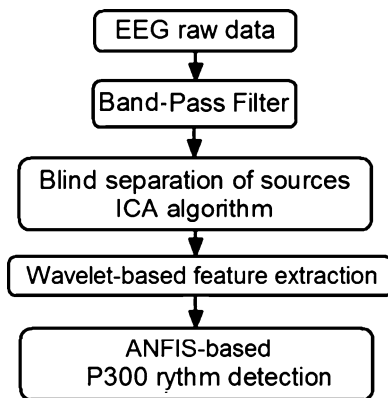 EEG raw data
Band-Pass Filter
Blind separation of sources
ICA algorithm
Wavelet-based feature extraction
ANFIS-based
P300 rythm detection